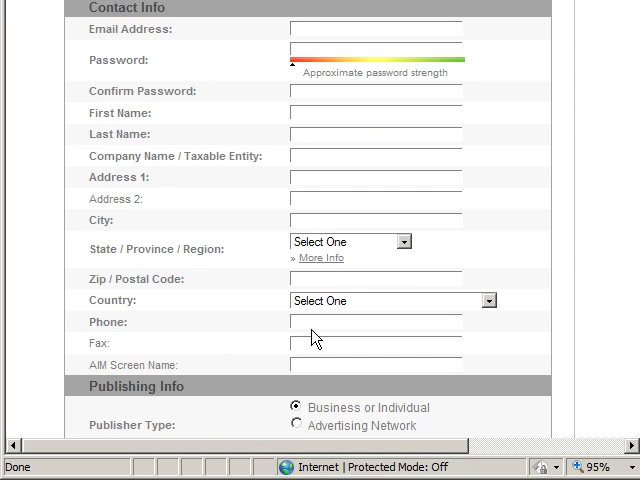 Contact Info
Email Address:
Password:
Approximate password strength
Confirm Password:
First Name:
Last Name:
Company Name / Taxable Entity:
Address 1:
Address 2:
City:
State / Province / Region: Select One
» More Info
Zip / Postal Code:
Country: Select One
Phone:
Fax:
AIM Screen Name:
Publishing Info
Business or Individual
Publisher Type:
Advertising Network
Done Internet | Protected Mode: Off 95%